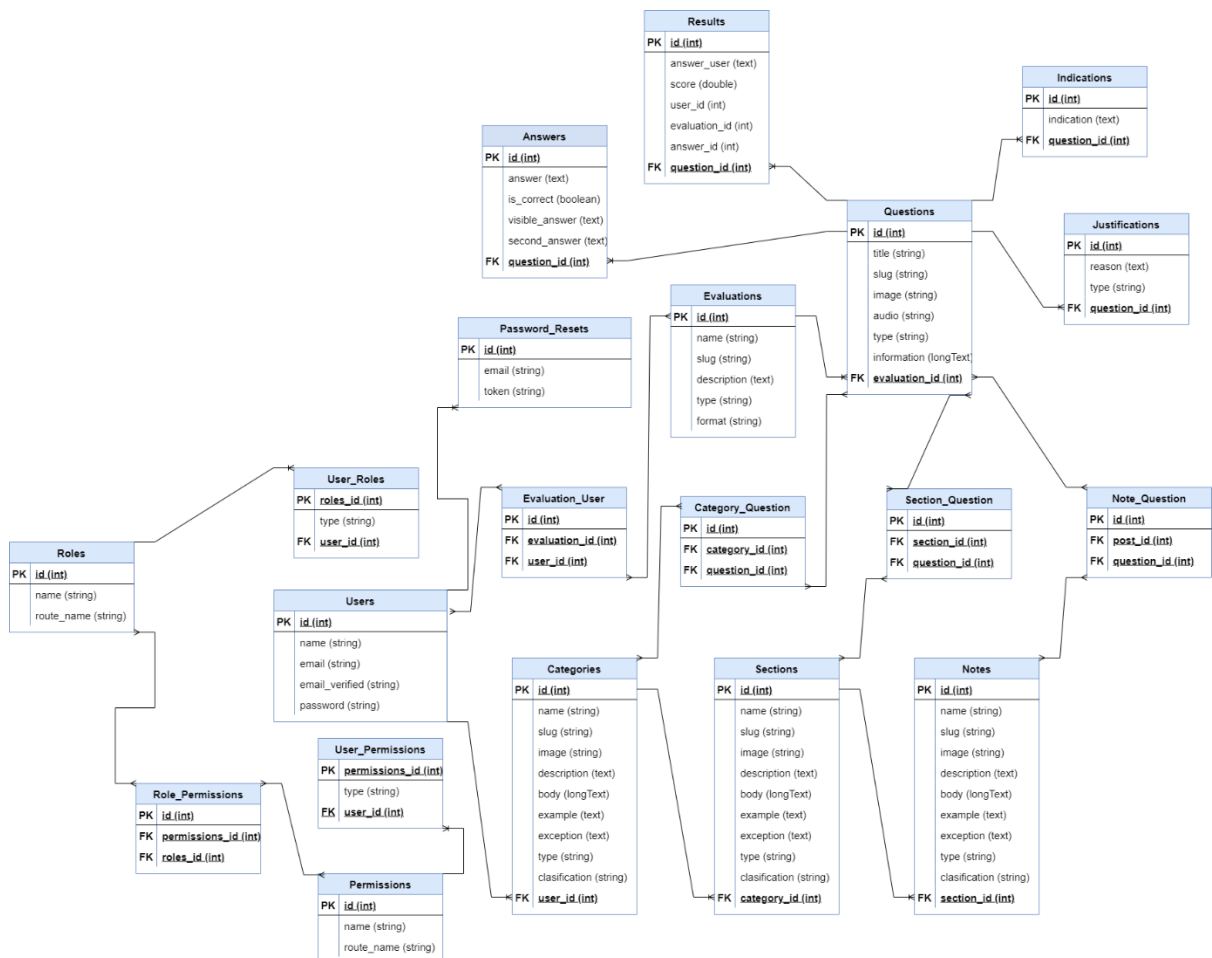 Results
PK id (int)
answer_user (text)
score (double)
user_id (int)
evaluation_id (int)
answer_id (int)
FK question_id (int)
Indications
PK id (int)
indication (text)
FK question_id (int)
Answers
PK id (int)
answer (text)
is_correct (boolean)
visible_answer (text)
second_answer (text)
FK question_id (int)
Questions
PK id (int)
title (string)
slug (string)
image (string)
audio (string)
type (string)
information (longText)
FK evaluation_id (int)
Justifications
PK id (int)
reason (text)
type (string)
FK question_id (int)
Evaluations
PK id (int)
name (string)
slug (string)
description (text)
type (string)
format (string)
Password_Resets
PK id (int)
email (string)
token (string)
User_Roles
PK roles_id (int)
type (string)
FK user_id (int)
Evaluation_User
PK id (int)
FK evaluation_id (int)
FK user_id (int)
Category_Question
PK id (int)
FK category_id (int)
FK question_id (int)
Section_Question
PK id (int)
FK section_id (int)
FK question_id (int)
Note_Question
PK id (int)
FK post_id (int)
FK question_id (int)
Roles
PK id (int)
name (string)
route_name (string)
Users
PK id (int)
name (string)
email (string)
email_verified (string)
password (string)
Categories
PK id (int)
name (string)
slug (string)
image (string)
description (text)
body (longText)
example (text)
exception (text)
type (string)
clasification (string)
FK user_id (int)
Sections
PK id (int)
name (string)
slug (string)
image (string)
description (text)
body (longText)
example (text)
exception (text)
type (string)
clasification (string)
FK category_id (int)
Notes
PK id (int)
name (string)
slug (string)
image (string)
description (text)
body (longText)
example (text)
exception (text)
type (string)
clasification (string)
FK section_id (int)
User_Permissions
PK permissions_id (int)
type (string)
FK user_id (int)
Role_Permissions
PK id (int)
FK permissions_id (int)
FK roles_id (int)
Permissions
PK id (int)
name (string)
route_name (string)